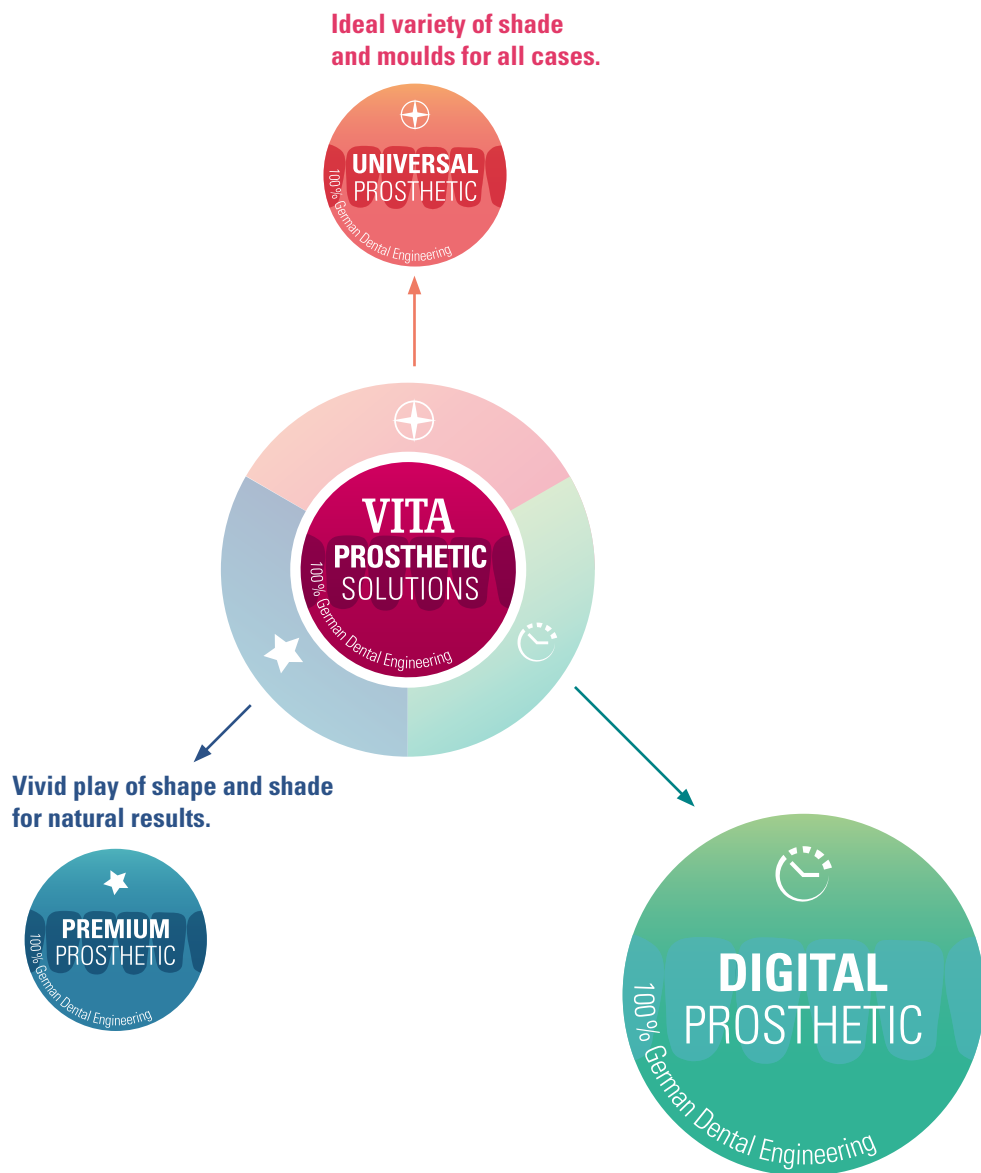 Ideal variety of shade
and moulds for all cases.
UNIVERSAL
PROSTHETIC
100% German Dental Engineering
VITA
PROSTHETIC
SOLUTIONS
100% German Dental Engineering
Vivid play of shape and shade
for natural results.
PREMIUM
PROSTHETIC
100% German Dental Engineering
DIGITAL
PROSTHETIC
100% German Dental Engineering